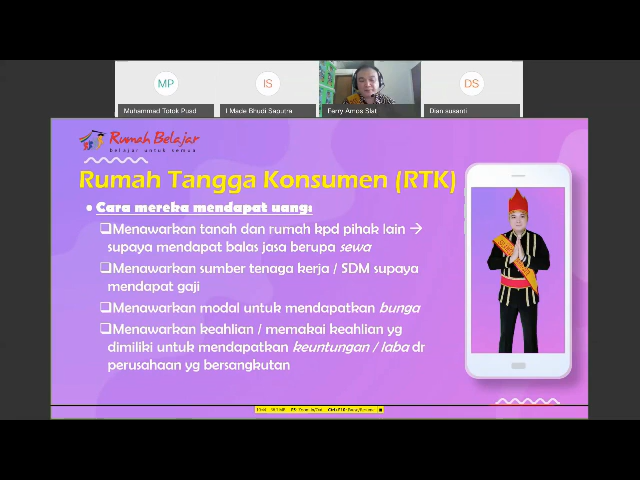 MP
IS
DS
Muhammad Totok Pusd
I Made Bhudi Saputra
Ferry Amos Slat
Dian susanti
Rumah Belajar
belajar untuk semua
Rumah Tangga Konsumen (RTK)
• Cara mereka mendapat uang:
❑Menawarkan tanah dan rumah kpd pihak lain →
supaya mendapat balas jasa berupa sewa
❑Menawarkan sumber tenaga kerja / SDM supaya
mendapat gaji
❑Menawarkan modal untuk mendapatkan bunga
❑Menawarkan keahlian / memakai keahlian yg
dimiliki untuk mendapatkan keuntungan / laba dr
perusahaan yg bersangkutan